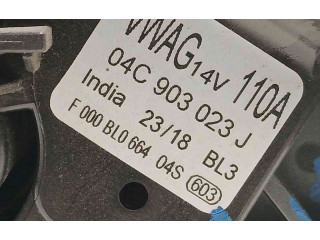 VWAG 14V 110A
04C 903 023 J
India 23/18 BL3
F 000 BL0 664 04S 603